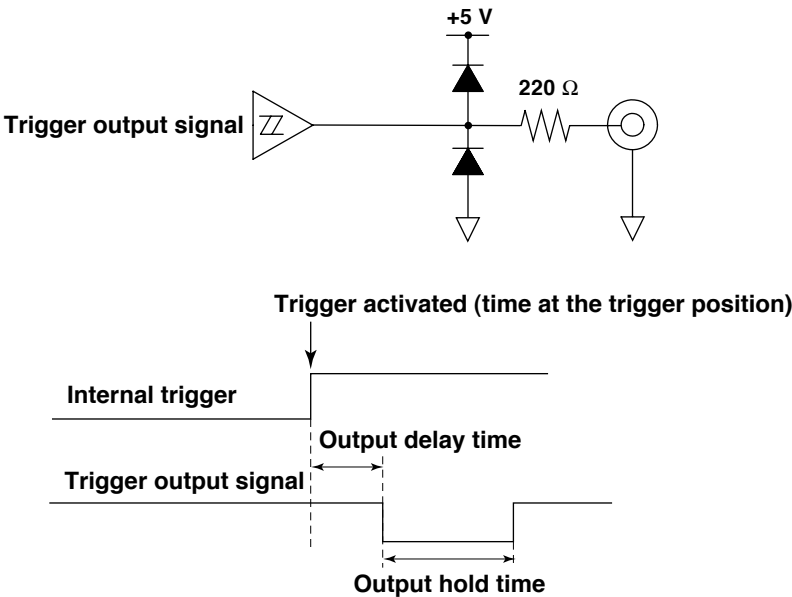 +5 V
220 Ω
Trigger output signal
Trigger activated (time at the trigger position)
Internal trigger
Output delay time
Trigger output signal
Output hold time